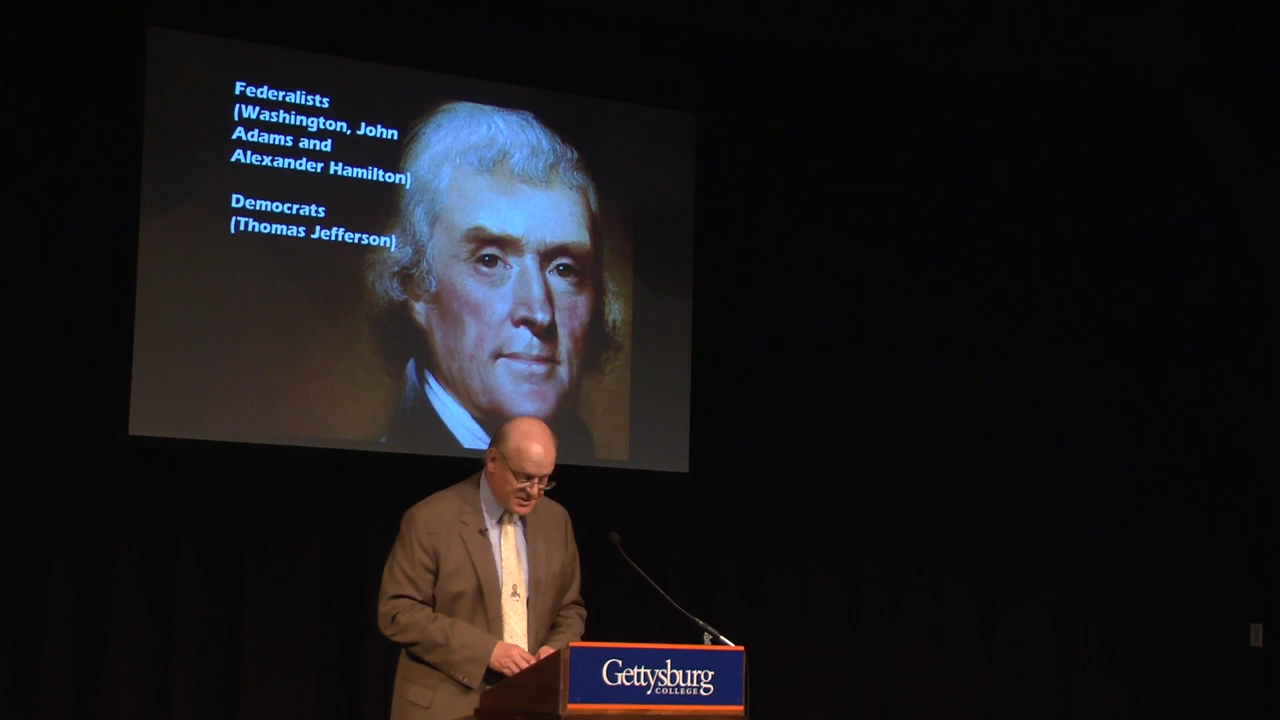 Federalists
(Washington, John
Adams and
Alexander Hamilton)
Democrats
(Thomas Jefferson)
Gettysburg
COLLEGE